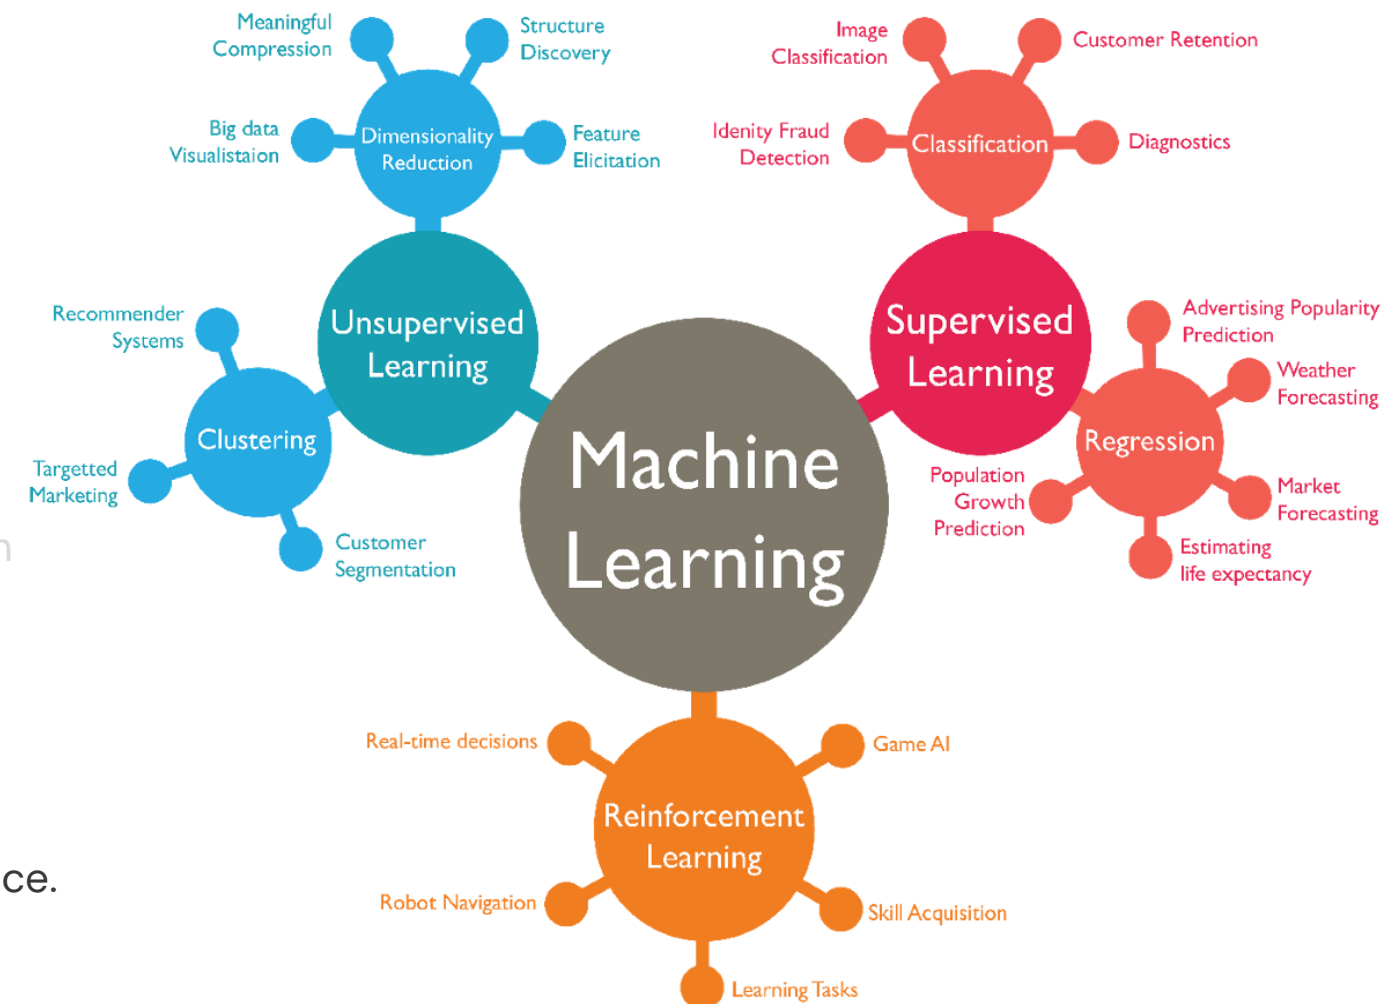 Meaningful
Compression
Structure
Discovery
Big data
Visualistaion
Dimensionality
Reduction
Feature
Elicitation
Image
Classification
Customer Retention
Idenity Fraud
Detection
Classification
Diagnostics
Unsupervised
Learning
Supervised
Learning
Recommender
Systems
Clustering
Targetted
Marketing
Customer
Segmentation
Machine
Learning
Advertising Popularity
Prediction
Weather
Forecasting
Regression
Population
Growth
Prediction
Market
Forecasting
Estimating
life expectancy
n
ce.
Real-time decisions
Game AI
Reinforcement
Learning
Robot Navigation
Skill Acquisition
Learning Tasks